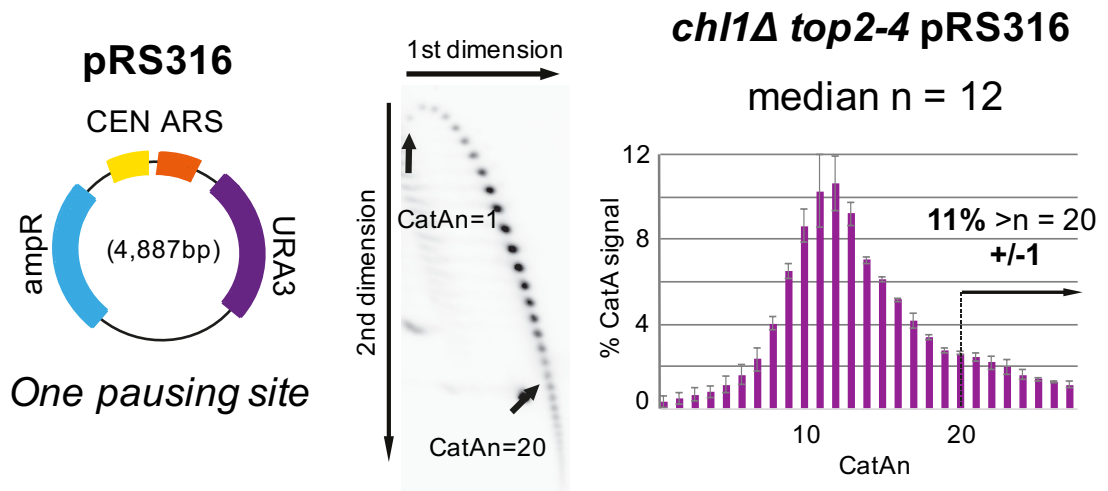 pRS316
CEN ARS
ampR
(4,887bp)
URA3
One pausing site
1st dimension
2nd dimension
CatAn=1
CatAn=20
chl1Δ top2-4 pRS316
median n = 12
% CatA signal
12
8
4
0
11% >n = 20
+/-1
10
20
CatAn